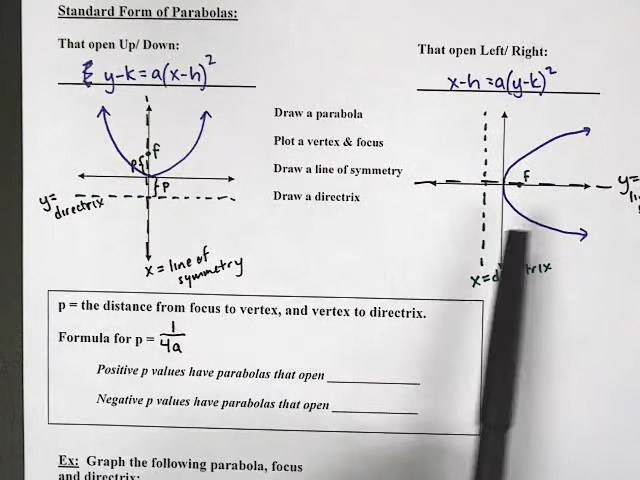 Standard Form of Parabolas:
That open Up/ Down:
y-k = a(x-h)²
That open Left/ Right:
x-h = a(y-k)²
Draw a parabola
Plot a vertex & focus
Draw a line of symmetry
Draw a directrix
f
P
P
y=
directrix
x = line of
symmetry
f
y=
x=d trix
p = the distance from focus to vertex, and vertex to directrix.
Formula for p = 1/4a
Positive p values have parabolas that open
Negative p values have parabolas that open
Ex: Graph the following parabola, focus
and directrix: